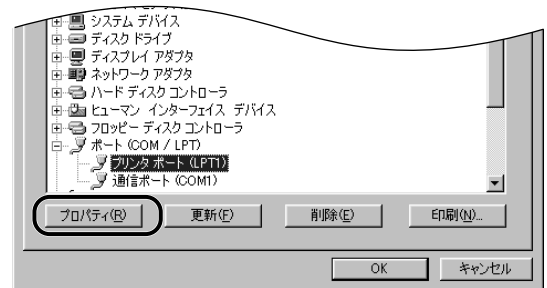 システム デバイス
ディスク ドライブ
ディスプレイ アダプタ
ネットワーク アダプタ
ハード ディスク コントローラ
ヒューマン インターフェイス デバイス
フロッピー ディスク コントローラ
ポート (COM / LPT)
プリンタ ポート (LPT1)
通信ポート (COM1)
プロパティ(R) 更新(F) 削除(E) 印刷(N)...
OK キャンセル